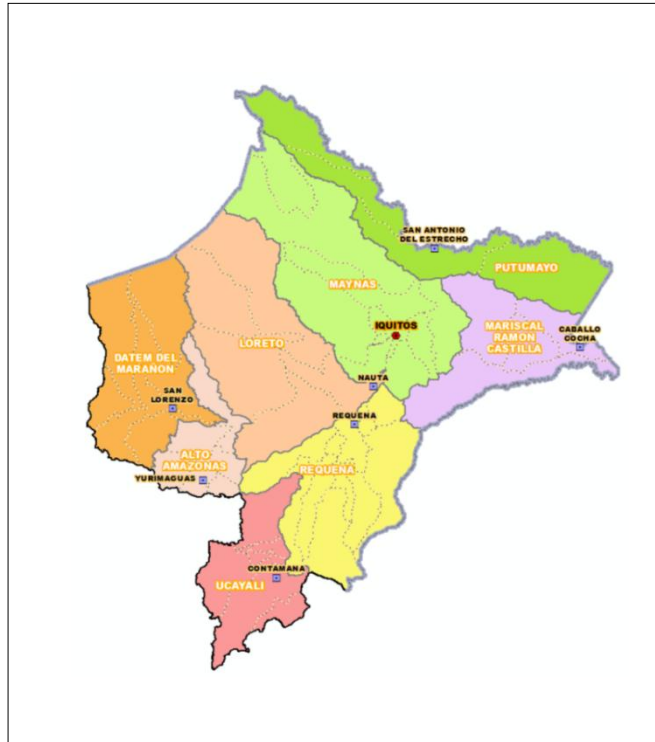 SAN ANTONIO
DEL ESTRECHO
PUTUMAYO
MAYNAS
IQUITOS
MARISCAL
RAMON
CASTILLA
CABALLO
COCHA
LORETO
DATEM DEL
MARAÑON
NAUTA
SAN
LORENZO
REQUENA
ALTO
AMAZONAS
REQUENA
YURIMAGUAS
CONTAMANA
UCAYALI